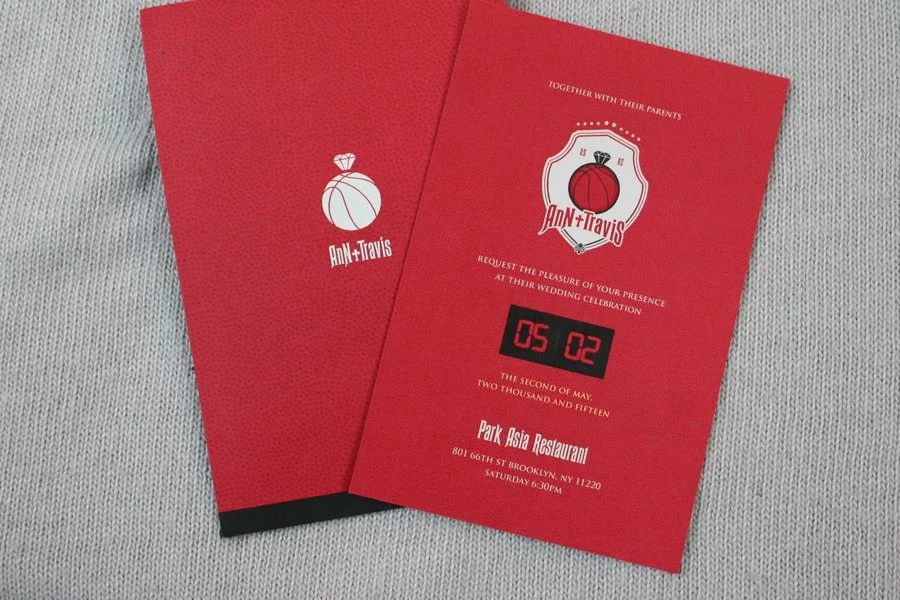 AnN+Travis
TOGETHER WITH THEIR PARENTS
05 02
AnN+Travis
REQUEST THE PLEASURE OF YOUR PRESENCE
AT THEIR WEDDING CELEBRATION
05 02
THE SECOND OF MAY,
TWO THOUSAND AND FIFTEEN
Park Asia Restaurant
801 66TH ST BROOKLYN, NY 11220
SATURDAY 6:30PM